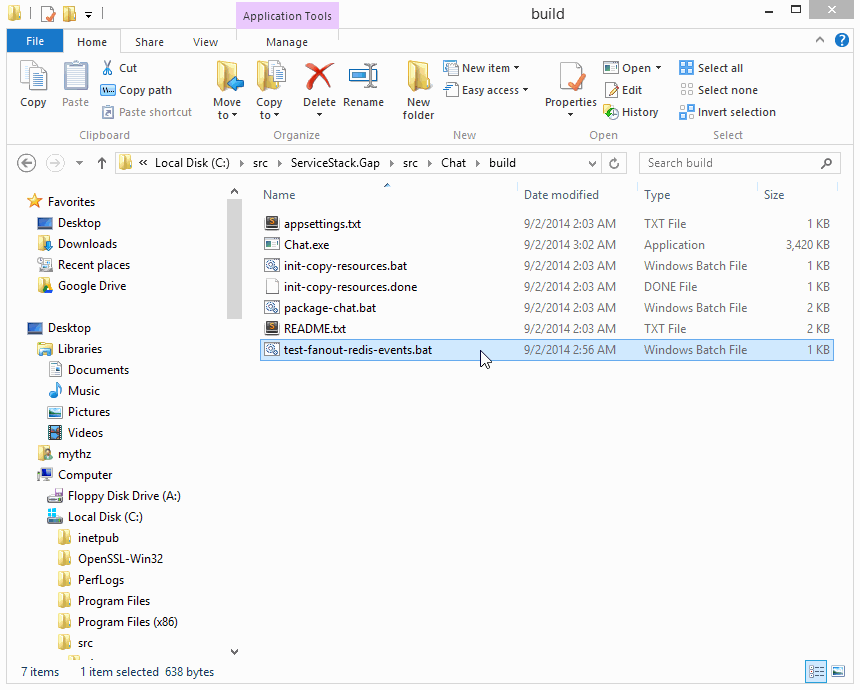 Application Tools
build
File Home Share View Manage
Copy
Paste
Cut
Copy path
Paste shortcut
Clipboard
Move to
Copy to
Delete
Rename
Organize
New folder
New item
Easy access
New
Properties
Open
Edit
History
Open
Select all
Select none
Invert selection
Select
« Local Disk (C:) src ServiceStack.Gap src Chat build
Search build
Favorites
Desktop
Downloads
Recent places
Google Drive
Desktop
Libraries
Documents
Music
Pictures
Videos
mythz
Computer
Floppy Disk Drive (A:)
Local Disk (C:)
inetpub
OpenSSL-Win32
PerfLogs
Program Files
Program Files (x86)
src
Name Date modified Type Size
appsettings.txt 9/2/2014 2:03 AM TXT File 1 KB
Chat.exe 9/2/2014 3:02 AM Application 3,420 KB
init-copy-resources.bat 9/2/2014 2:03 AM Windows Batch File 1 KB
init-copy-resources.done 9/2/2014 2:03 AM DONE File 1 KB
package-chat.bat 9/2/2014 2:03 AM Windows Batch File 2 KB
README.txt 9/2/2014 2:03 AM TXT File 2 KB
test-fanout-redis-events.bat 9/2/2014 2:56 AM Windows Batch File 1 KB
7 items 1 item selected 638 bytes